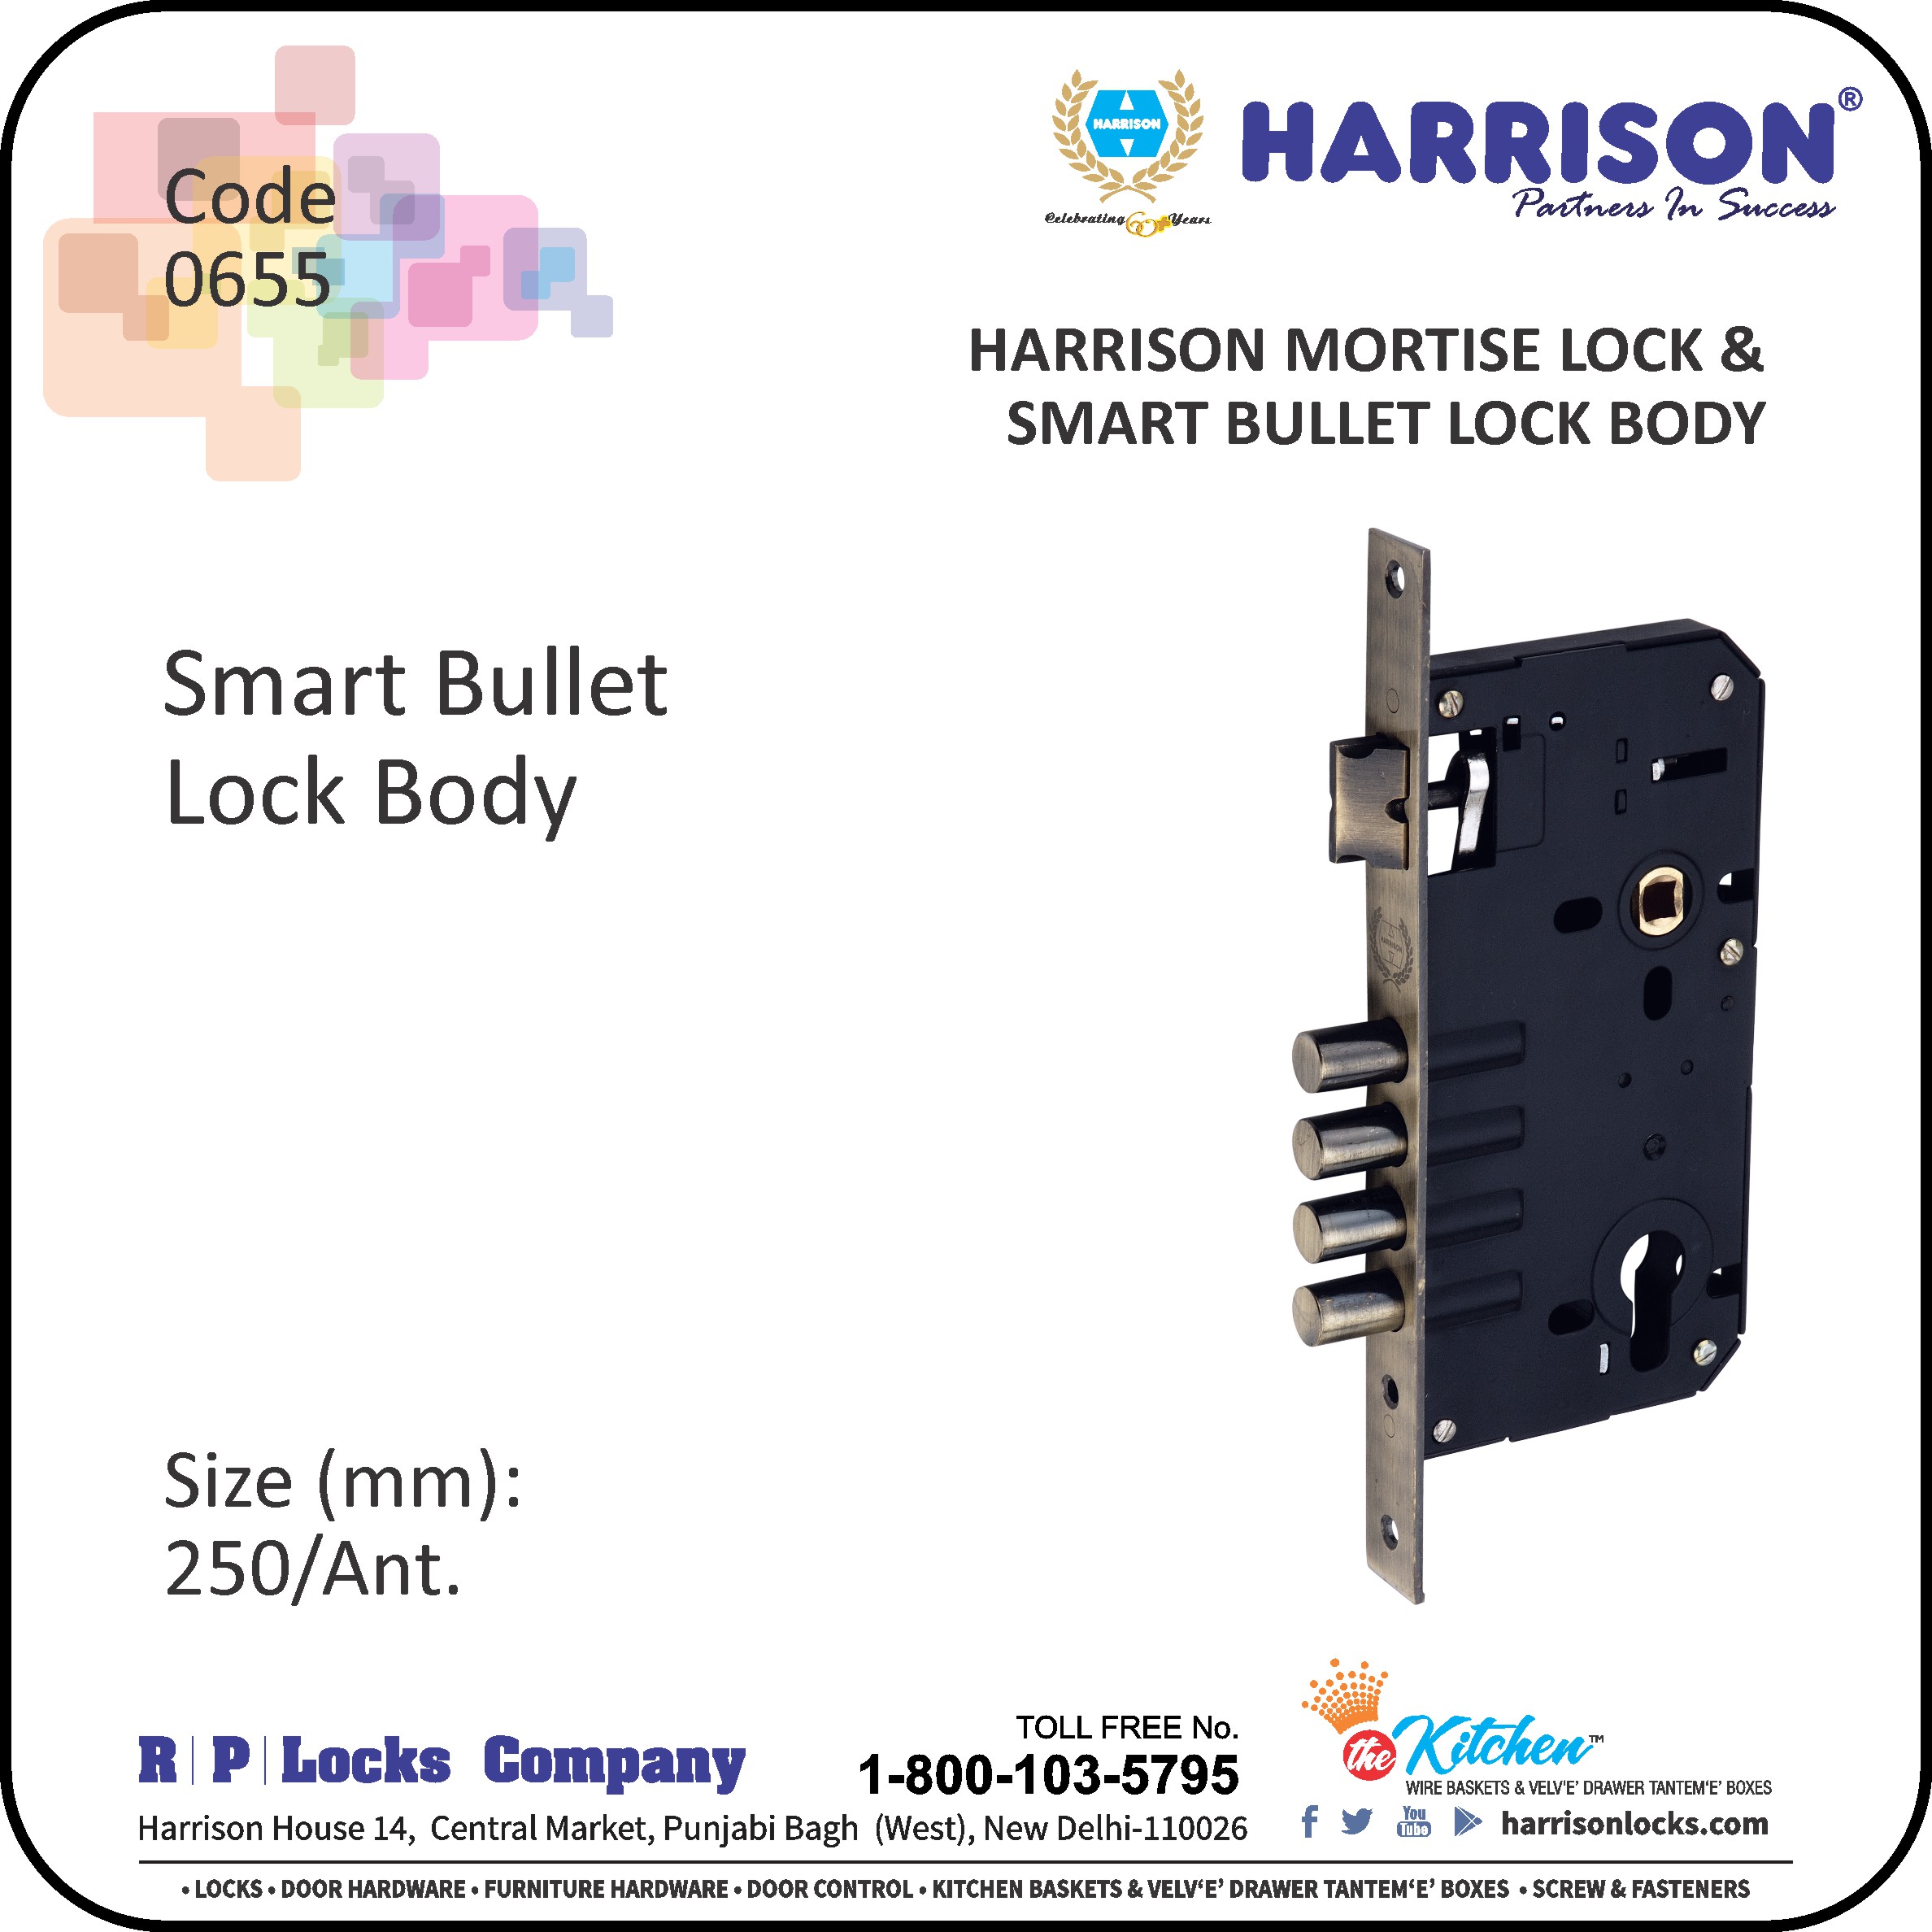 Code
0655
HARRISON
Celebrating 60+ Years
HARRISON®
Partners In Success
HARRISON MORTISE LOCK &
SMART BULLET LOCK BODY
Smart Bullet
Lock Body
HARRISON
Size (mm):
250/Ant.
R P Locks Company
TOLL FREE No.
1-800-103-5795
the Kitchen™
WIRE BASKETS & VELV'E' DRAWER TANTEM'E' BOXES
Harrison House 14, Central Market, Punjabi Bagh (West), New Delhi-110026
f You Tube harrisonlocks.com
• LOCKS • DOOR HARDWARE • FURNITURE HARDWARE • DOOR CONTROL • KITCHEN BASKETS & VELV‘E’ DRAWER TANTEM‘E’ BOXES • SCREW & FASTENERS